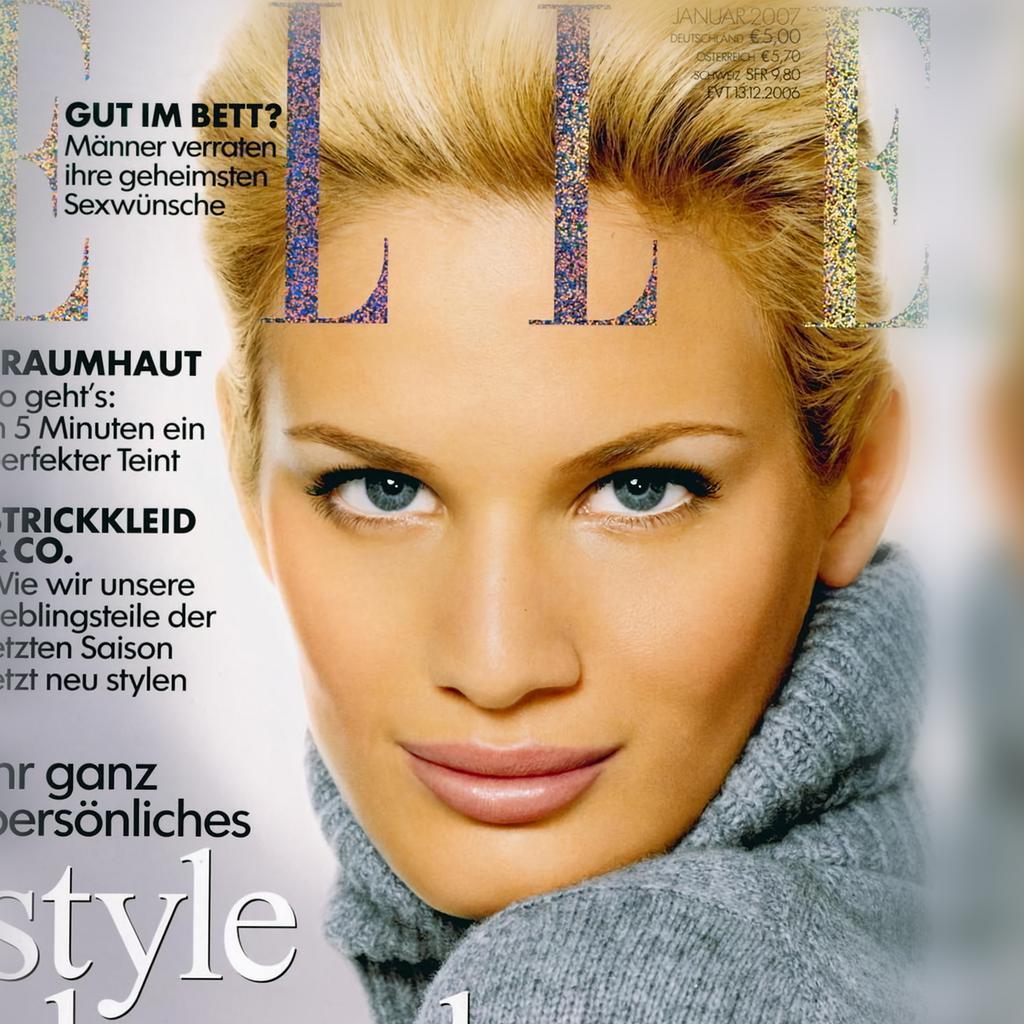 ELLE
JANUAR 2007
DEUTSCHLAND € 5,00
ÖSTERREICH € 5,70
SCHWEIZ SFR 9,80
EVT 13.12.2006
GUT IM BETT?
Männer verraten
ihre geheimsten
Sexwünsche
RAUMHAUT
o geht's:
n 5 Minuten ein
erfekter Teint
STRICKKLEID
& CO.
Wie wir unsere
ieblingsteile der
etzten Saison
etzt neu stylen
hr ganz
persönliches
style